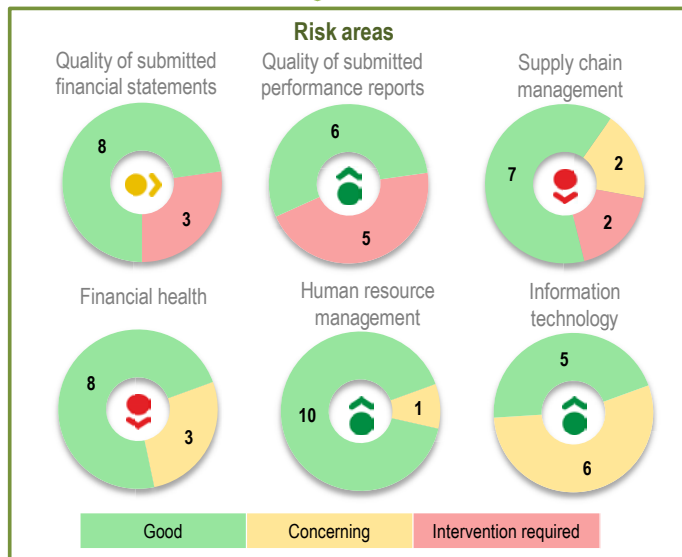 Risk areas
Quality of submitted
financial statements
8
3
Quality of submitted
performance reports
6
5
Supply chain
management
7
2
2
Financial health
8
3
Human resource
management
10
1
Information
technology
5
6
Good
Concerning
Intervention required